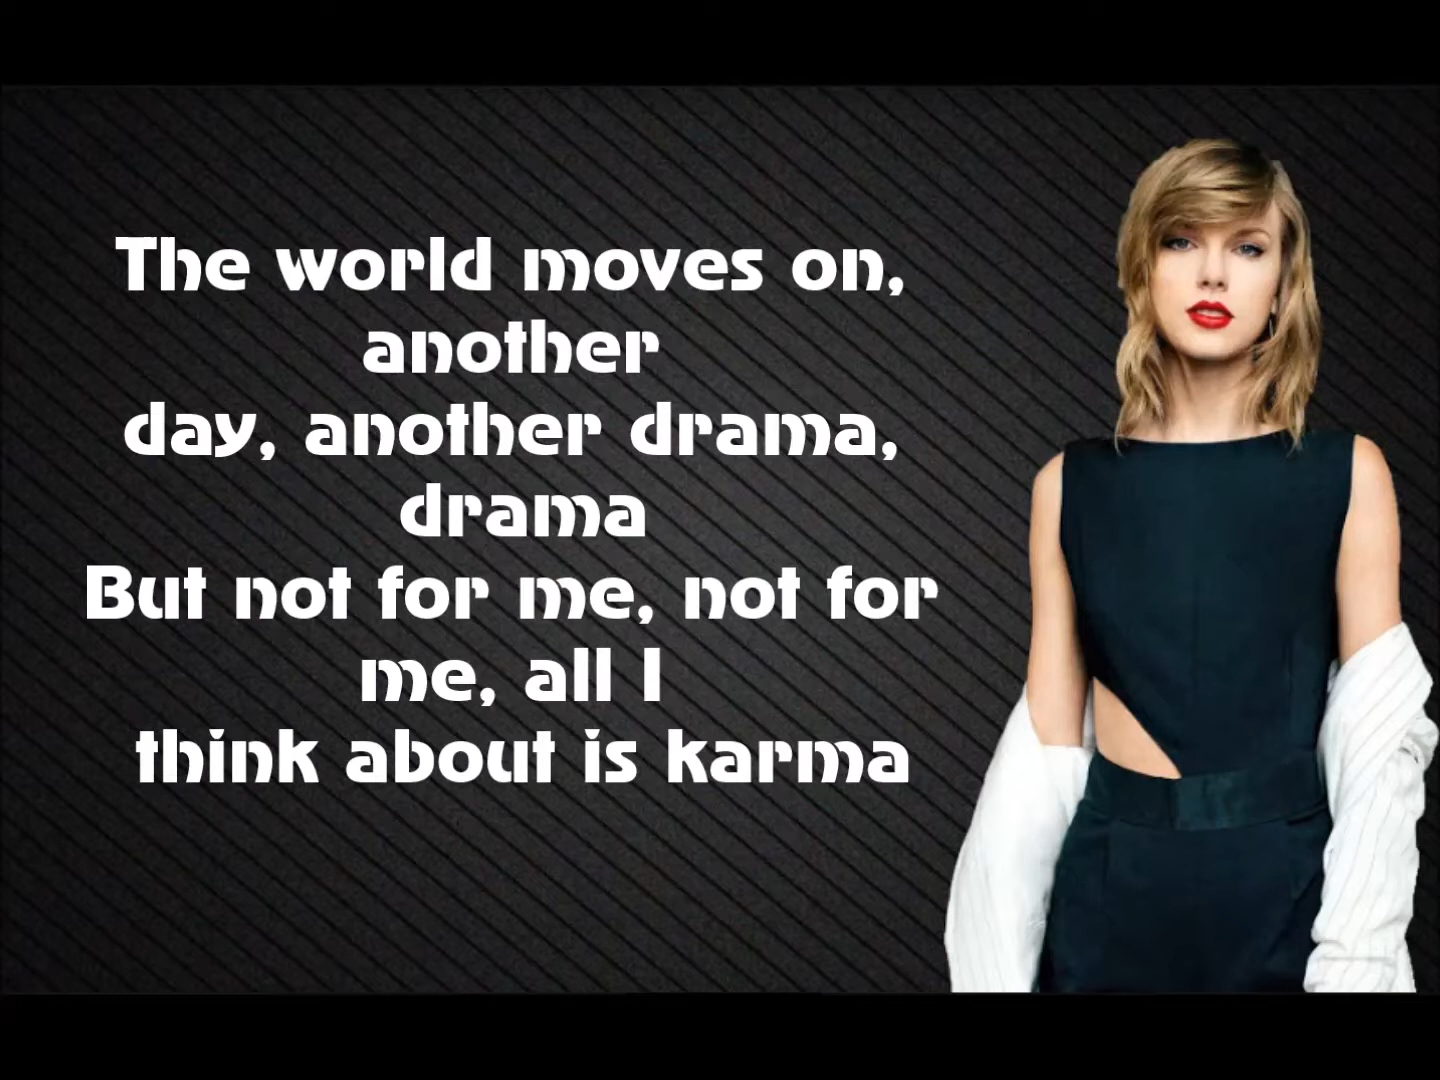 The world moves on,
another
day, another drama,
drama
But not for me, not for
me, all I
think about is karma